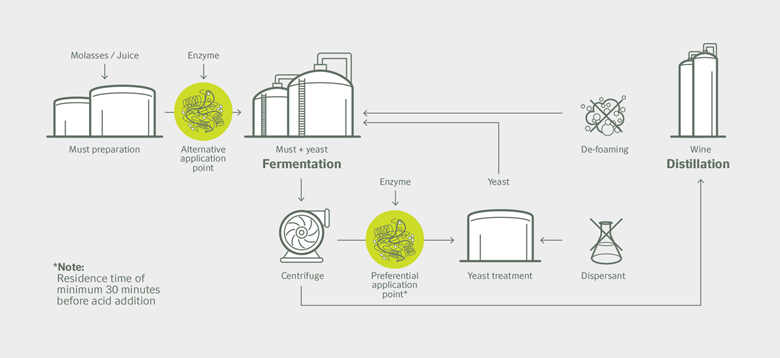 Molasses / Juice
Enzyme
Must preparation
Alternative
application
point
Must + yeast
Fermentation
De-foaming
Wine
Distillation
Enzyme
Yeast
Centrifuge
Preferential
application
point*
Yeast treatment
Dispersant
*Note:
Residence time of
minimum 30 minutes
before acid addition